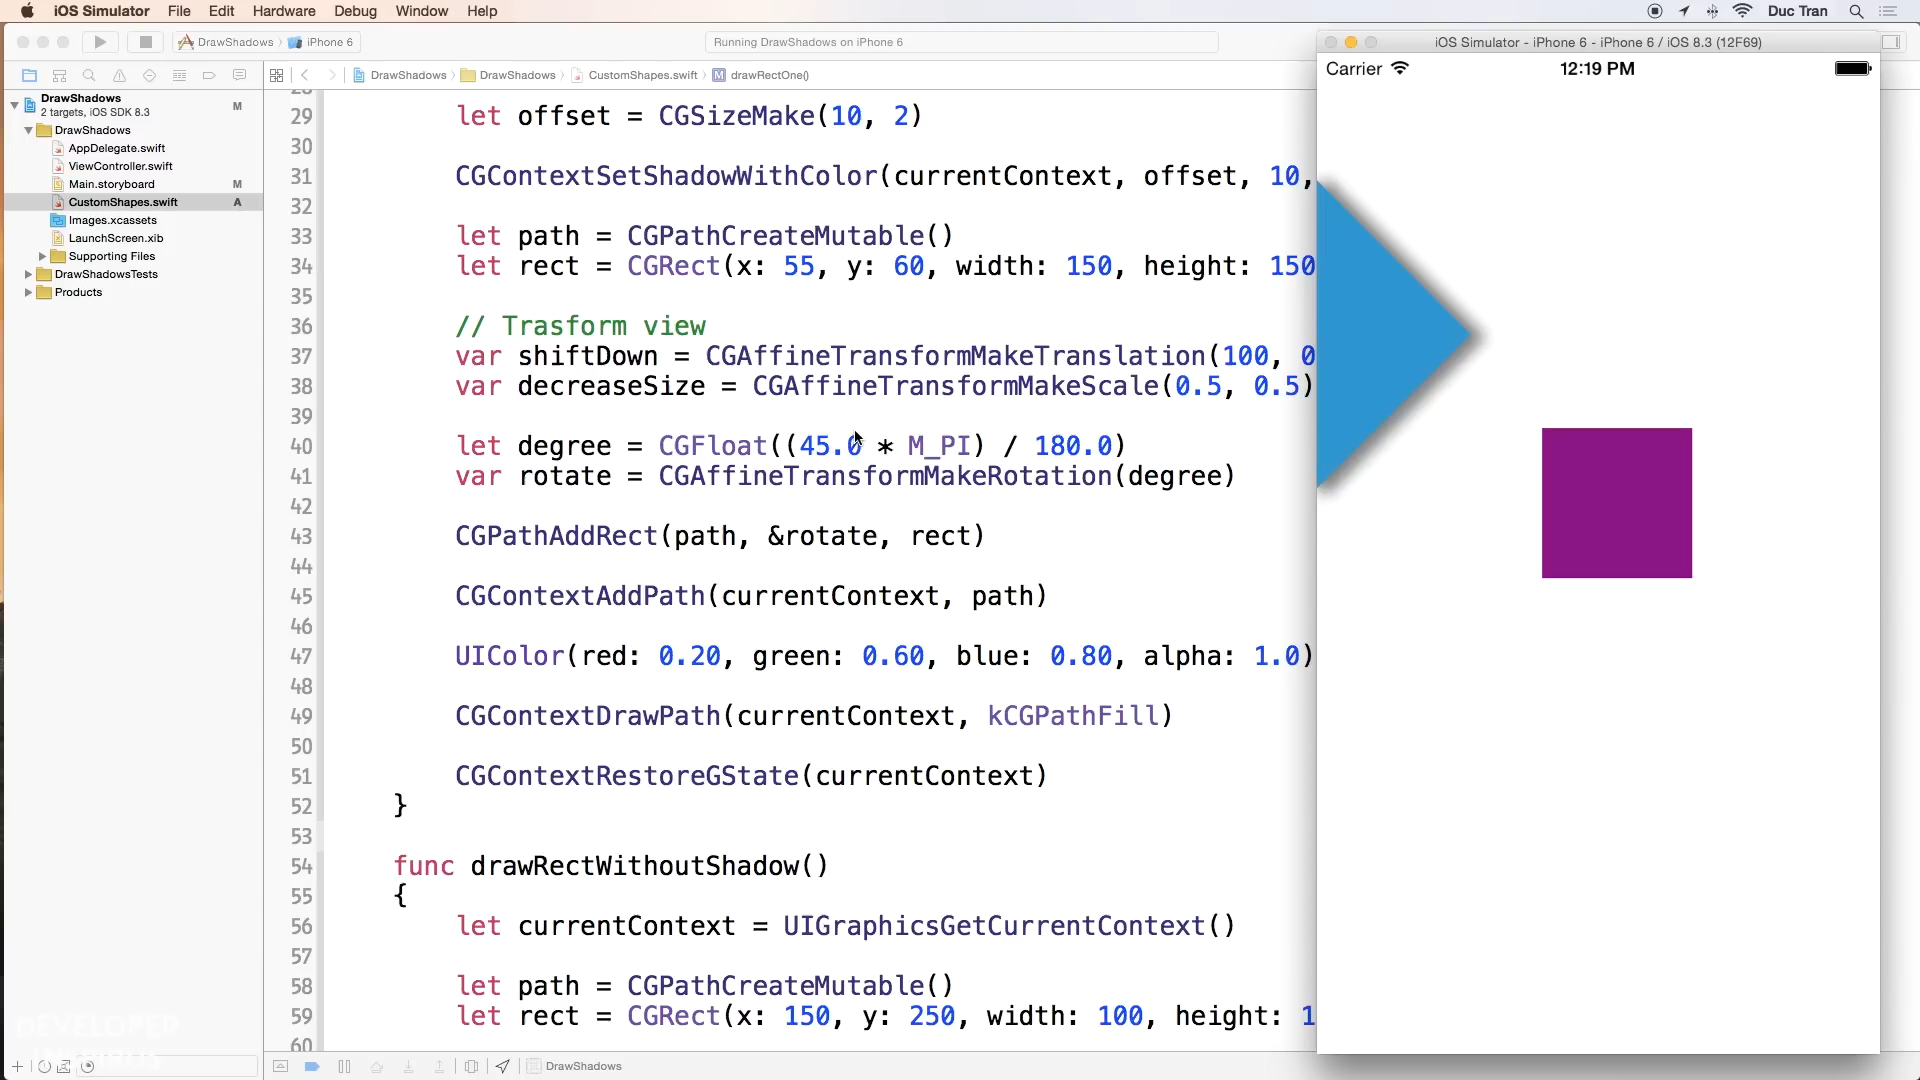 iOS Simulator File Edit Hardware Debug Window Help Duc Tran
DrawShadows iPhone 6 Running DrawShadows on iPhone 6
iOS Simulator - iPhone 6 - iPhone 6 / iOS 8.3 (12F69)
DrawShadows DrawShadows CustomShapes.swift M drawRectOne()
Carrier 12:19 PM
DrawShadows M
2 targets, iOS SDK 8.3
DrawShadows
AppDelegate.swift
ViewController.swift
Main.storyboard M
CustomShapes.swift A
Images.xcassets
LaunchScreen.xib
Supporting Files
DrawShadowsTests
Products
28
29 let offset = CGSizeMake(10, 2)
30
31 CGContextSetShadowWithColor(currentContext, offset, 10,
32
33 let path = CGPathCreateMutable()
34 let rect = CGRect(x: 55, y: 60, width: 150, height: 150
35
36 // Trasform view
37 var shiftDown = CGAffineTransformMakeTranslation(100, 0
38 var decreaseSize = CGAffineTransformMakeScale(0.5, 0.5)
39
40 let degree = CGFloat((45.0 * M_PI) / 180.0)
41 var rotate = CGAffineTransformMakeRotation(degree)
42
43 CGPathAddRect(path, &rotate, rect)
44
45 CGContextAddPath(currentContext, path)
46
47 UIColor(red: 0.20, green: 0.60, blue: 0.80, alpha: 1.0)
48
49 CGContextDrawPath(currentContext, kCGPathFill)
50
51 CGContextRestoreGState(currentContext)
52 }
53
54 func drawRectWithoutShadow()
55 {
56 let currentContext = UIGraphicsGetCurrentContext()
57
58 let path = CGPathCreateMutable()
59 let rect = CGRect(x: 150, y: 250, width: 100, height: 1
60
DEVELOPER
DrawShadows